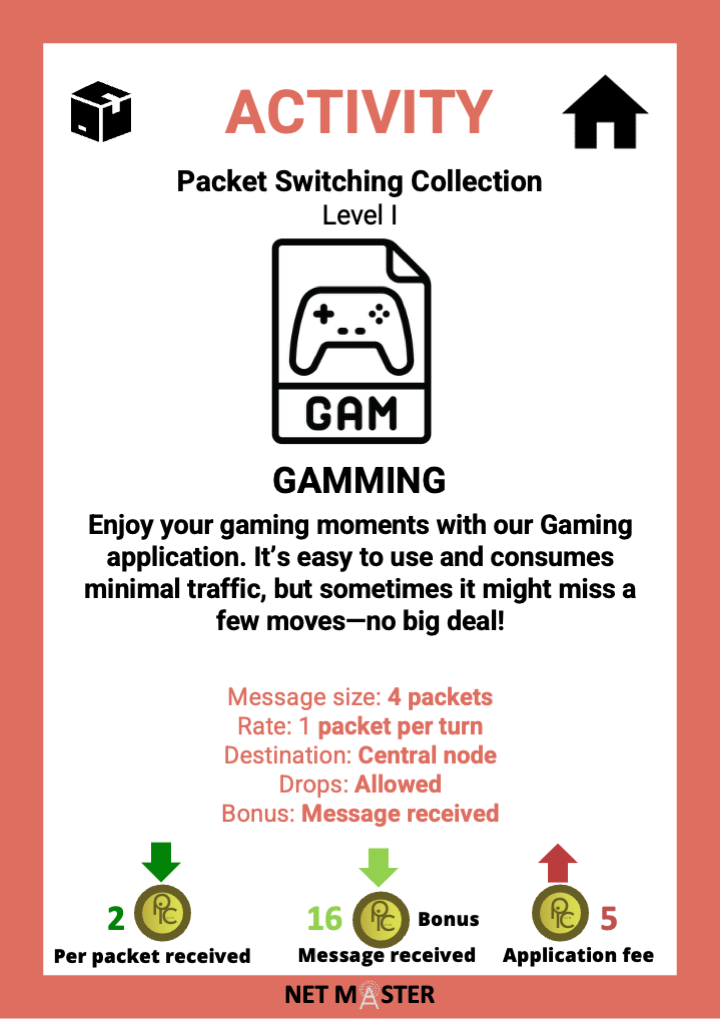 ACTIVITY
Packet Switching Collection
Level I
GAM
GAMMING
Enjoy your gaming moments with our Gaming
application. It’s easy to use and consumes
minimal traffic, but sometimes it might miss a
few moves—no big deal!
Message size: 4 packets
Rate: 1 packet per turn
Destination: Central node
Drops: Allowed
Bonus: Message received
2
Per packet received
16 Bonus
Message received
5
Application fee
NET MASTER